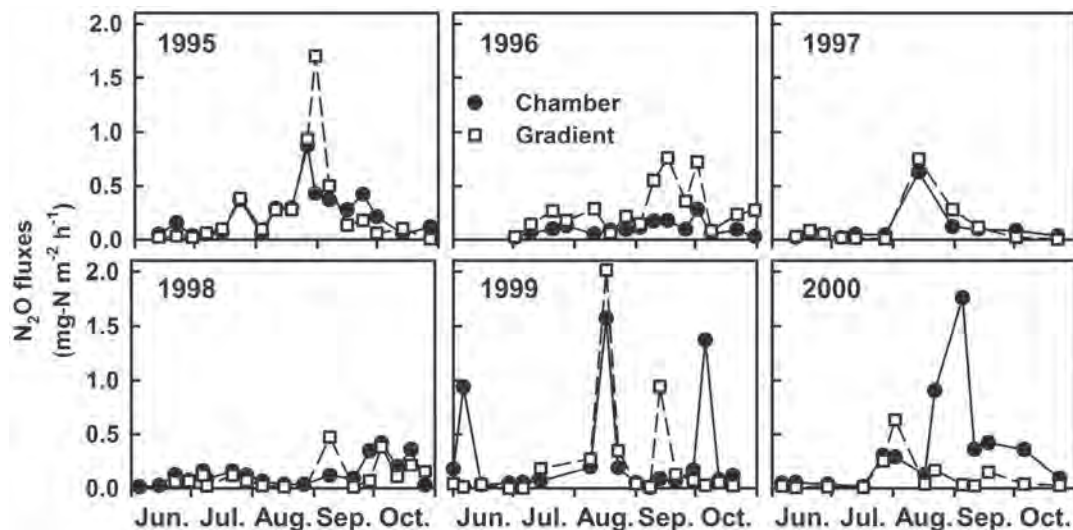 1995
1996
1997
Chamber
Gradient
2.0
1.5
1.0
0.5
0.0
N₂O fluxes
(mg-N m⁻² h⁻¹)
1998
1999
2000
2.0
1.5
1.0
0.5
0.0
Jun. Jul. Aug. Sep. Oct.
Jun. Jul. Aug. Sep. Oct.
Jun. Jul. Aug. Sep. Oct.